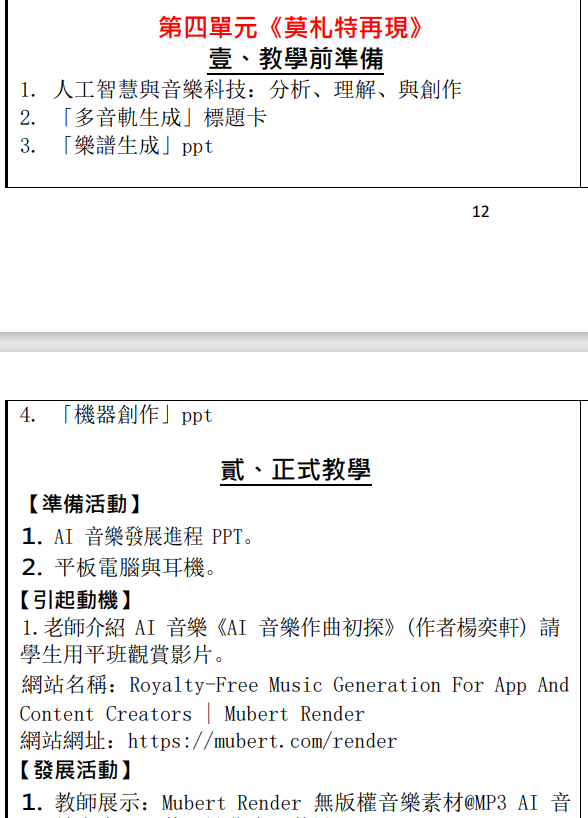 第四單元《莫札特再現》
壹、教學前準備
1. 人工智慧與音樂科技：分析、理解、與創作
2. 「多音軌生成」標題卡
3. 「樂譜生成」ppt
12
4. 「機器創作」ppt
貳、正式教學
【準備活動】
1. AI 音樂發展進程 PPT。
2. 平板電腦與耳機。
【引起動機】
1.老師介紹 AI 音樂《AI 音樂作曲初探》(作者楊奕軒) 請
學生用平班觀賞影片。
網站名稱：Royalty-Free Music Generation For App And
Content Creators | Mubert Render
網站網址：https://mubert.com/render
【發展活動】
1. 教師展示：Mubert Render 無版權音樂素材@MP3 AI 音